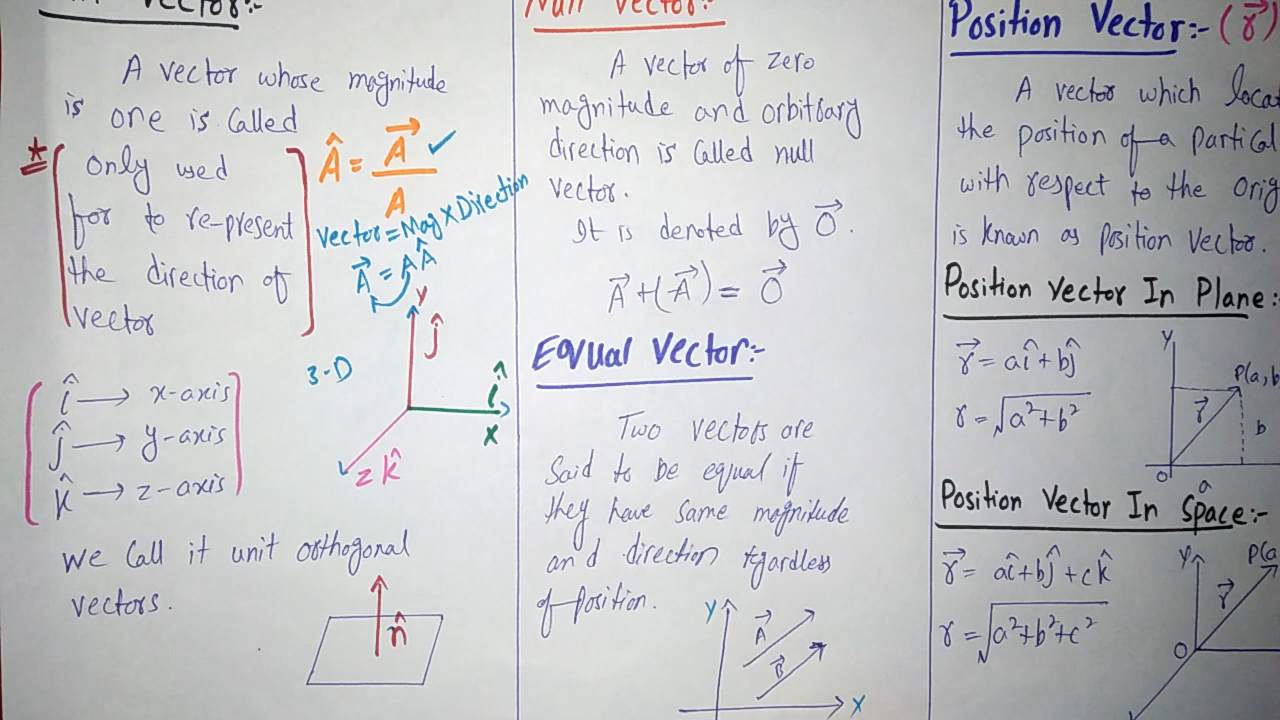 Vector:-
A vector whose magnitude
is one is Called
* only used
for to re-present
the direction of
vector
Â = A⃗ / A ✓
Vector = Mag × Direction
A⃗ = A Â
3-D
Y
ĵ
î
X
Z k̂
î → x-axis
ĵ → y-axis
k̂ → z-axis
We Call it unit orthogonal
vectors.
n̂
Null Vector:-
A vector of zero
magnitude and orbitbary
direction is Called null
vector.
It is denoted by O⃗.
A⃗ + (-A⃗) = O⃗
Equal Vector:-
Two vectors are
Said to be equal if
they have same magnitude
and direction regardless
of position.
Y
A⃗
B⃗
X
Position Vector:- (r⃗)
A vector which locat
the position of a partical
with respect to the orig
is known as position vector.
Position Vector In Plane:-
r⃗ = aî + bĵ
r = √a²+b²
Y
P(a, b
r⃗
b
O
a
Position Vector In Space:-
r⃗ = aî + bĵ + ck̂
r = √a²+b²+c²
Y
P(a
r⃗
O